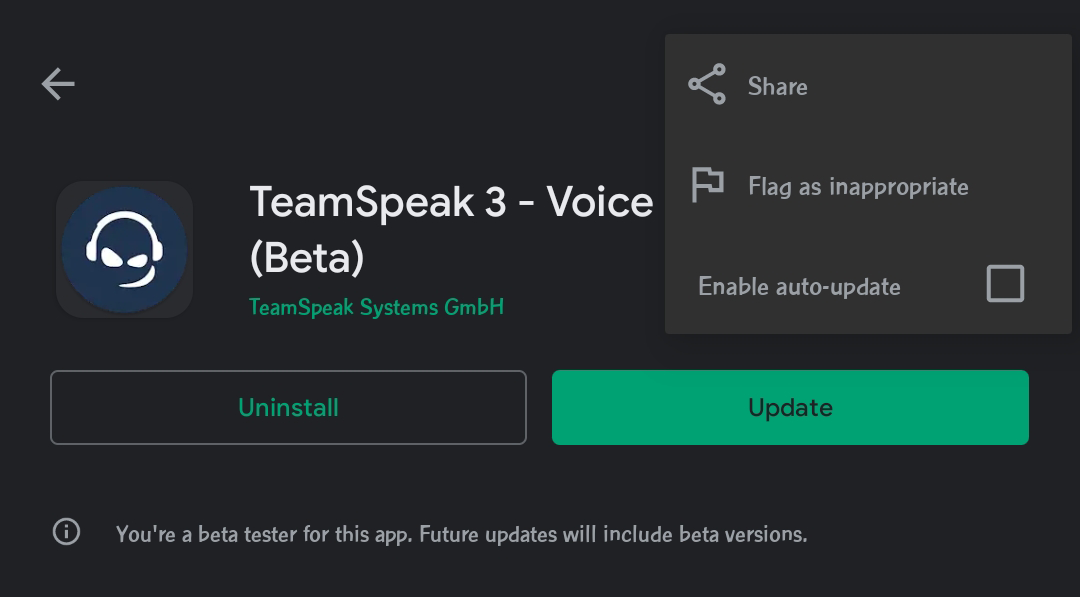 Share
Flag as inappropriate
Enable auto-update
TeamSpeak 3 - Voice
(Beta)
TeamSpeak Systems GmbH
Uninstall
Update
You're a beta tester for this app. Future updates will include beta versions.